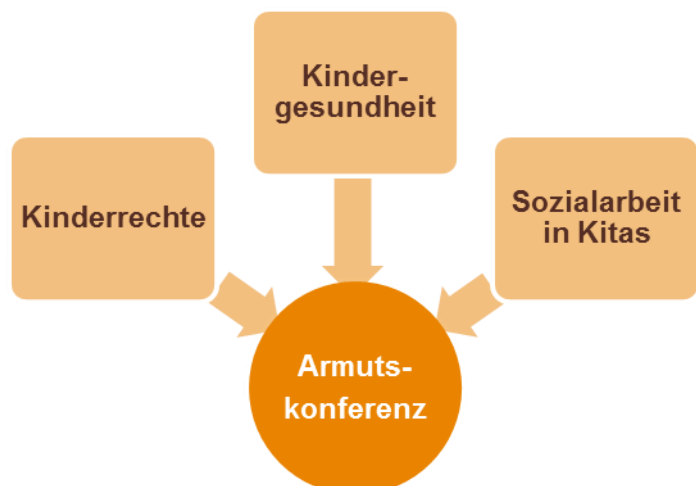 Kinder-
gesundheit
Kinderrechte
Sozialarbeit
in Kitas
Armuts-
konferenz